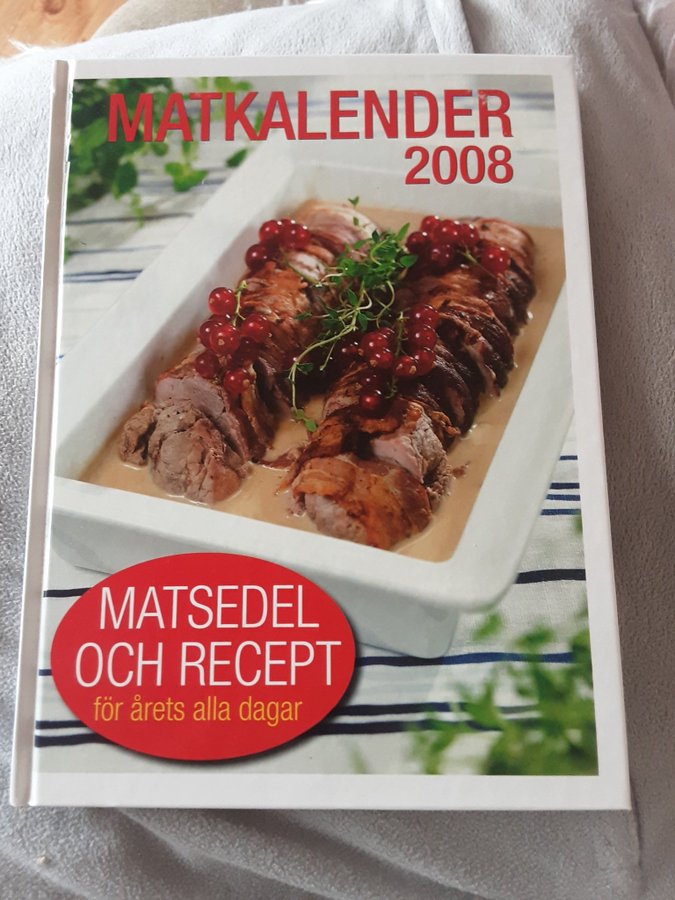 MATKALENDER
2008
MATSEDEL
OCH RECEPT
för årets alla dagar